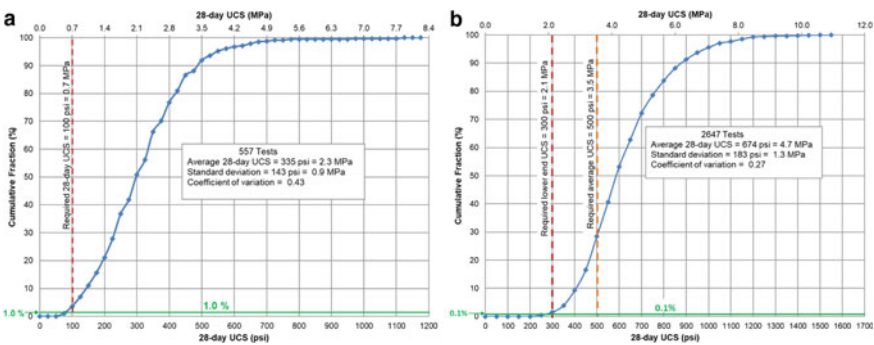 a
28-day UCS (MPa)
0.0 0.7 1.4 2.1 2.8 3.5 4.2 4.9 5.6 6.3 7.0 7.7 8.4
Cumulative Fraction (%)
100
90
80
70
60
50
40
30
20
10
0
Required 28-day UCS = 100 psi = 0.7 MPa
557 Tests
Average 28-day UCS = 335 psi = 2.3 MPa
Standard deviation = 143 psi = 0.9 MPa
Coefficient of variation = 0.43
1.0 %
1.0 %
0 100 200 300 400 500 600 700 800 900 1000 1100 1200
28-day UCS (psi)
b
28-day UCS (MPa)
0.0 2.0 4.0 6.0 8.0 10.0 12.0
Cumulative Fraction (%)
100
90
80
70
60
50
40
30
20
10
0
Required lower end UCS = 300 psi = 2.1 MPa
Required average UCS = 500 psi = 3.5 MPa
2647 Tests
Average 28-day UCS = 674 psi = 4.7 MPa
Standard deviation = 183 psi = 1.3 MPa
Coefficient of variation = 0.27
0.1%
0.1%
0 100 200 300 400 500 600 700 800 900 1000 1100 1200 1300 1400 1500 1600 1700
28-day UCS (psi)